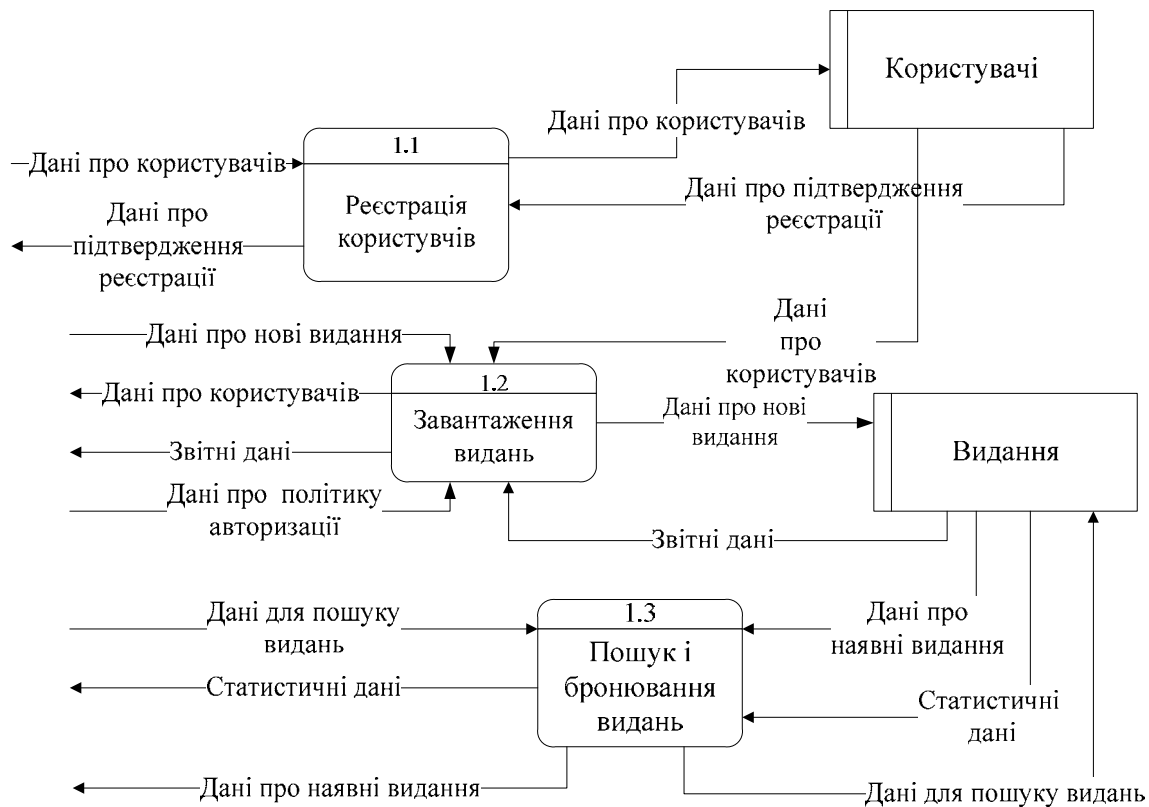 Користувачі
Дані про користувачів
1.1
Дані про користувачів
Реєстрація
користувчів
Дані про підтвердження
реєстрації
Дані про
підтвердження
реєстрації
Дані
про
користувачів
Дані про нові видання
1.2
Завантаження
видань
Дані про користувачів
Дані про нові
видання
Видання
Звітні дані
Дані про політику
авторизації
Звітні дані
Дані для пошуку
видань
1.3
Пошук і
бронювання
видань
Дані про
наявні видання
Статистичні дані
Статистичні
дані
Дані про наявні видання
Дані для пошуку видань